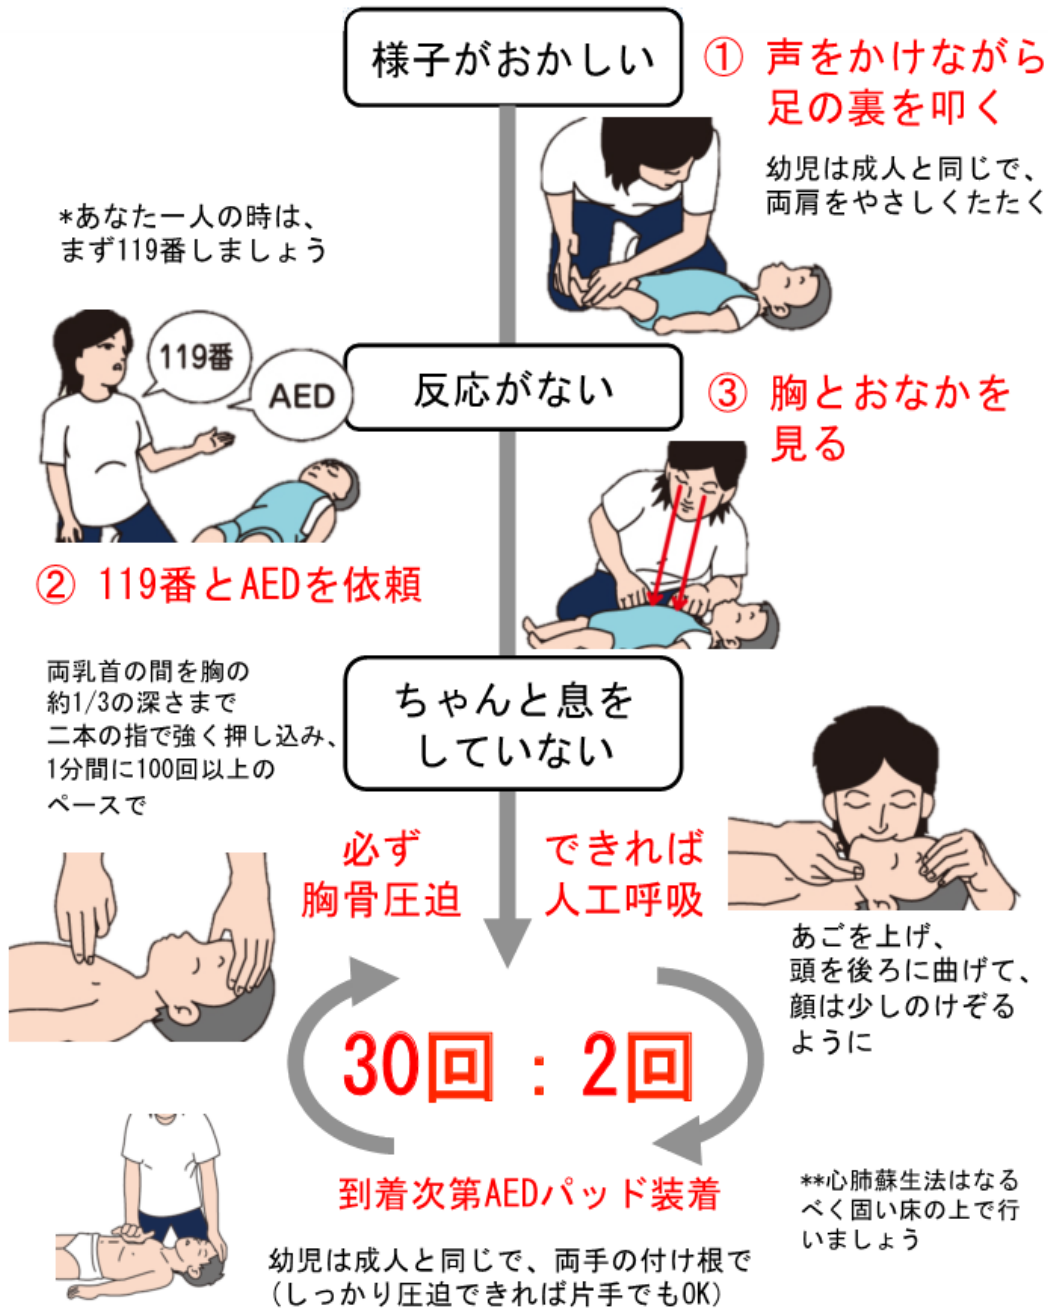 様子がおかしい
① 声をかけながら
足の裏を叩く
幼児は成人と同じで、
両肩をやさしくたたく
*あなた一人の時は、
まず119番しましょう
119番
AED
反応がない
② 119番とAEDを依頼
③ 胸とおなかを
見る
ちゃんと息を
していない
両乳首の間を胸の
約1/3の深さまで
二本の指で強く押し込み、
1分間に100回以上の
ペースで
必ず
胸骨圧迫
できれば
人工呼吸
あごを上げ、
頭を後ろに曲げて、
顔は少しのけぞる
ように
30回 : 2回
到着次第AEDパッド装着
幼児は成人と同じで、両手の付け根で
(しっかり圧迫できれば片手でもOK)
**心肺蘇生法はなる
べく固い床の上で行
いましょう